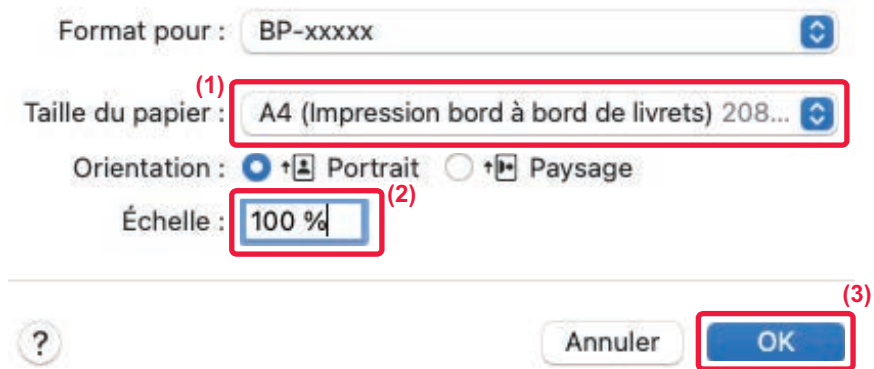 Format pour : BP-xxxxx
(1)
Taille du papier : A4 (Impression bord à bord de livrets) 208...
Orientation : Portrait Paysage
(2)
Échelle : 100 %
(3)
? Annuler OK